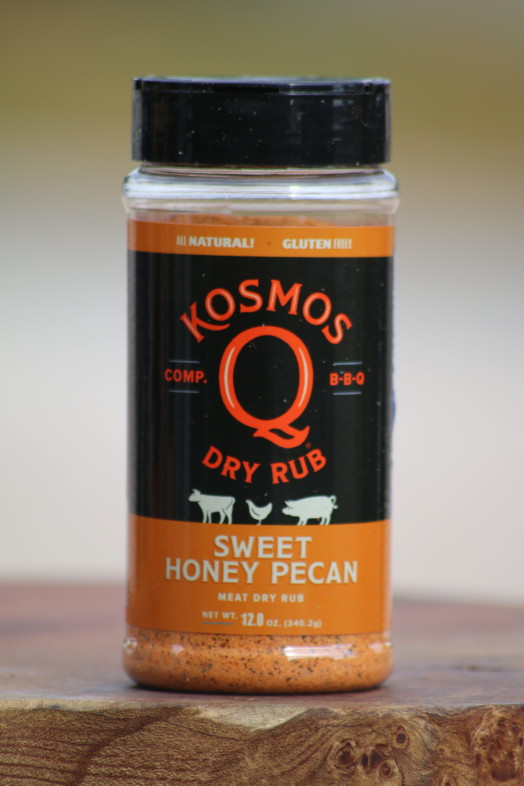 ALL NATURAL! · GLUTEN FREE!
KOSMOS
COMP. Q B-B-Q
DRY RUB
SWEET
HONEY PECAN
MEAT DRY RUB
NET WT. 12.0 OZ. (340.2g)